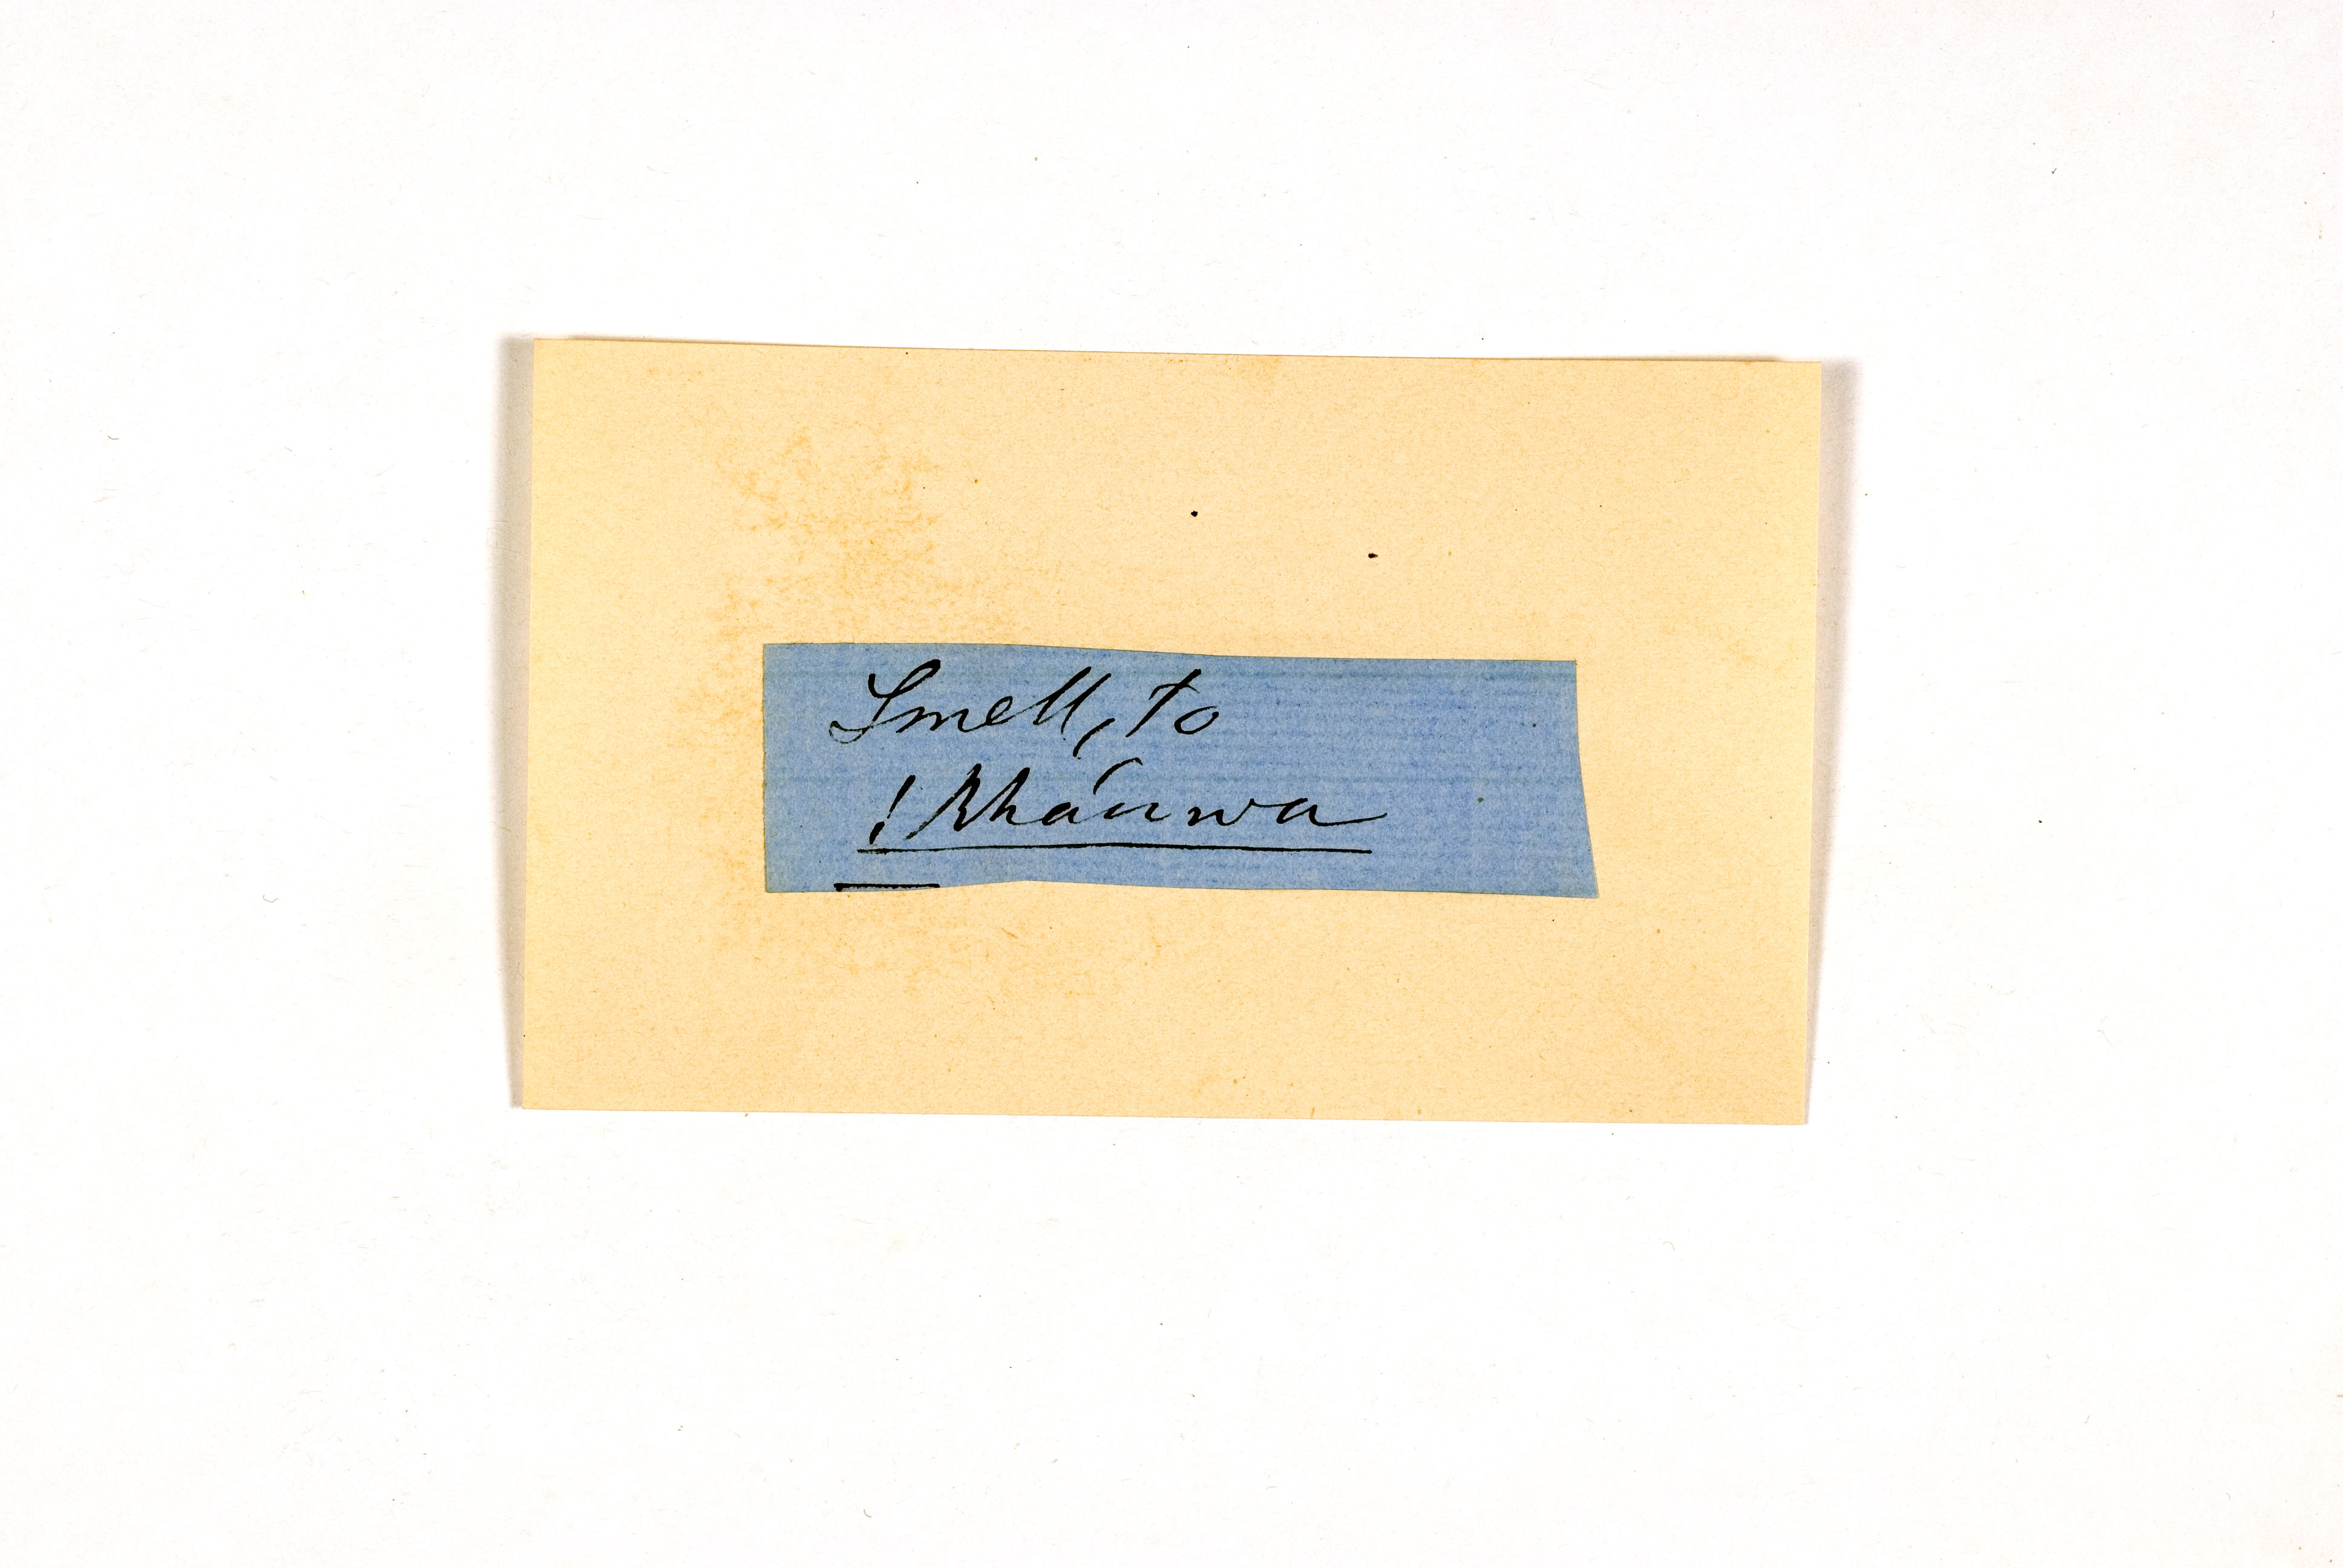 Smell, to
! khauwa